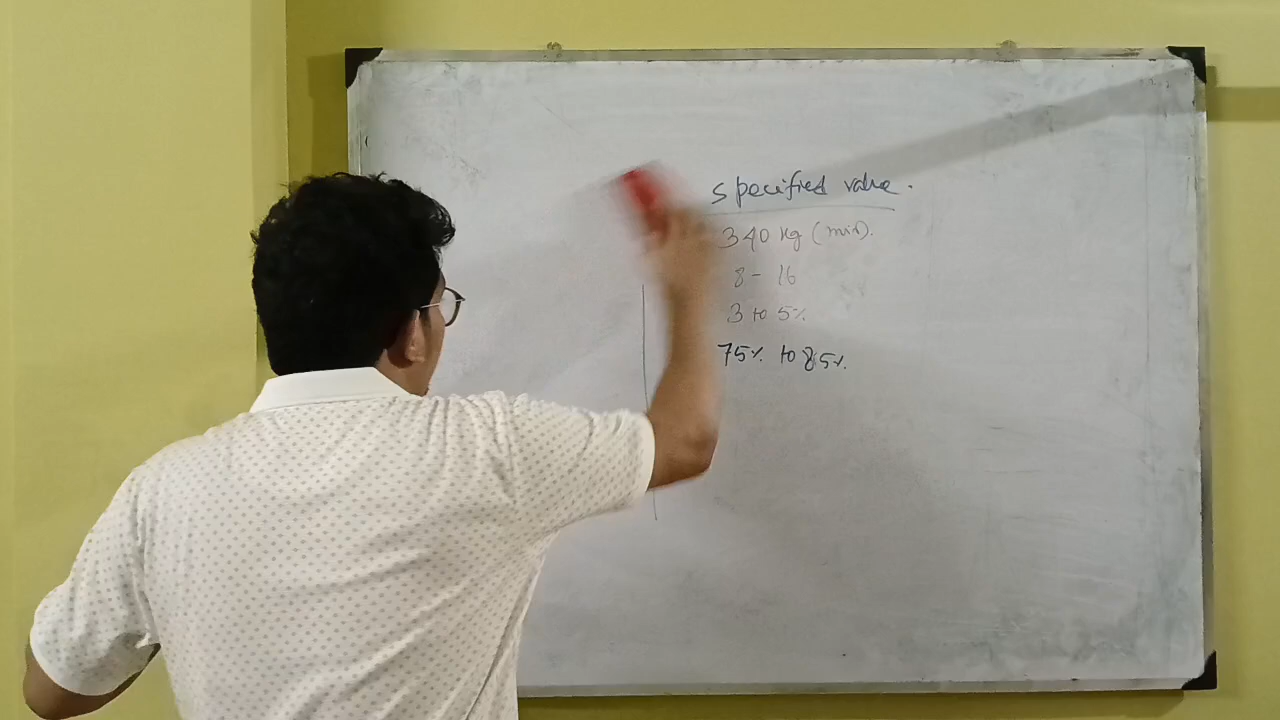 specified value.
340 kg (min).
8 - 16
3 to 5%
75% to 85%.